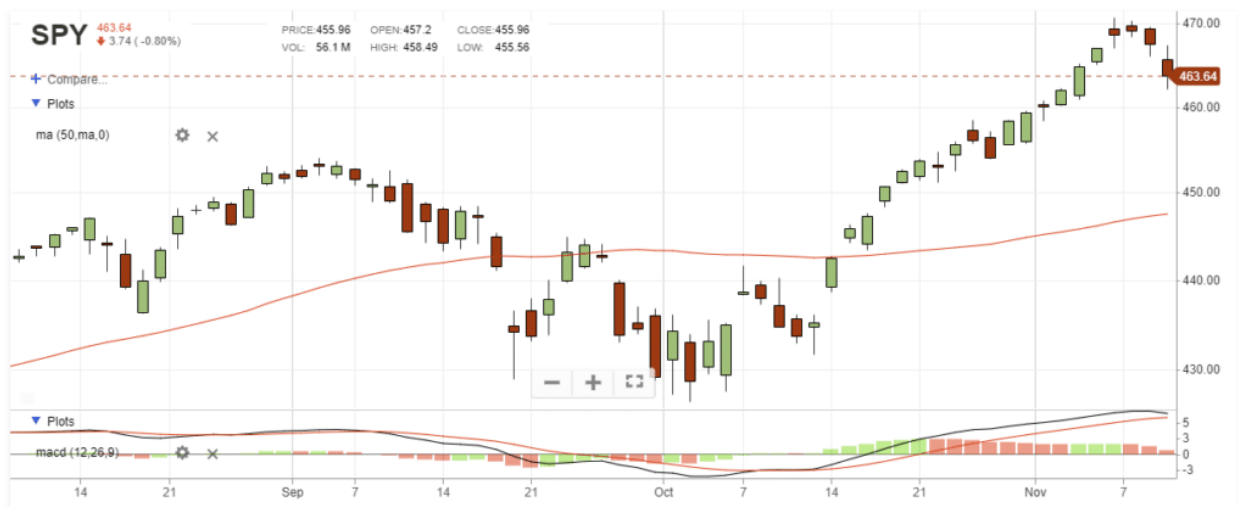 SPY 463.64
3.74 ( -0.80%)
PRICE:455.96 OPEN:457.2 CLOSE:455.96
VOL: 56.1 M HIGH: 458.49 LOW: 455.56
Compare...
Plots
ma (50,ma,0)
470.00
463.64
460.00
450.00
440.00
430.00
Plots
macd (12,26,9)
5
3
0
-3
14 21 Sep 7 14 21 Oct 7 14 21 Nov 7